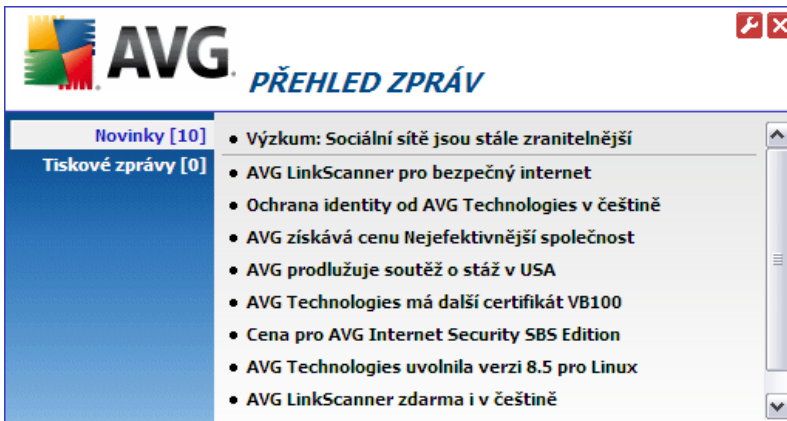 AVG
PŘEHLED ZPRÁV
Novinky [10]
Tiskové zprávy [0]
• Výzkum: Sociální sítě jsou stále zranitelnější
• AVG LinkScanner pro bezpečný internet
• Ochrana identity od AVG Technologies v češtině
• AVG získává cenu Nejefektivnější společnost
• AVG prodlužuje soutěž o stáž v USA
• AVG Technologies má další certifikát VB100
• Cena pro AVG Internet Security SBS Edition
• AVG Technologies uvolnila verzi 8.5 pro Linux
• AVG LinkScanner zdarma i v češtině